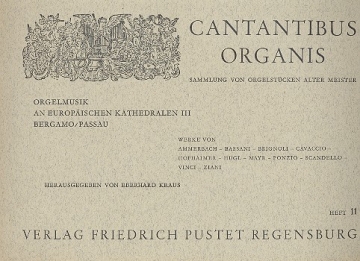 CANTANTIBUS
ORGANIS
SAMMLUNG VON ORGELSTÜCKEN ALTER MEISTER
ORGELMUSIK
AN EUROPÄISCHEN KATHEDRALEN III
BERGAMO/PASSAU
WERKE VON
AMMERBACH – BASSANI – BRIGNOLI – CAVACCIO –
HOFHAIMER – HUGL – MAYR – PONZIO – SCANDELLO –
VINCI – ZIANI
HERAUSGEGEBEN VON EBERHARD KRAUS
HEFT 11
VERLAG FRIEDRICH PUSTET REGENSBURG